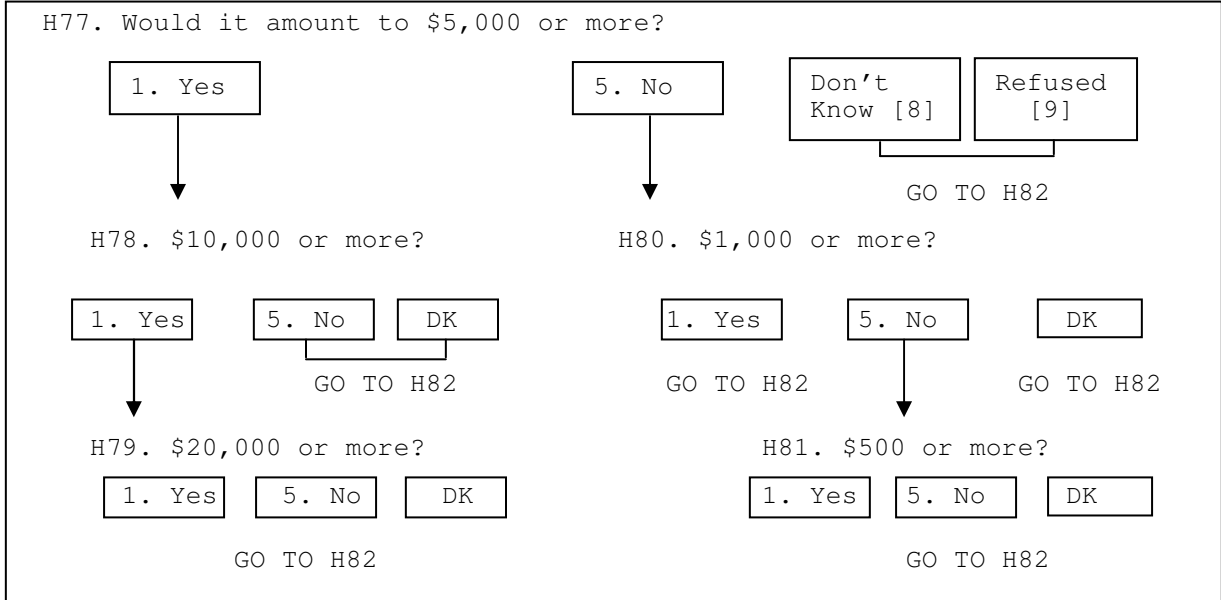 H77. Would it amount to $5,000 or more?
1. Yes
5. No
Don't
Know [8]
Refused
[9]
GO TO H82
H78. $10,000 or more?
H80. $1,000 or more?
1. Yes
5. No
DK
1. Yes
5. No
DK
GO TO H82
GO TO H82
GO TO H82
H79. $20,000 or more?
H81. $500 or more?
1. Yes
5. No
DK
1. Yes
5. No
DK
GO TO H82
GO TO H82